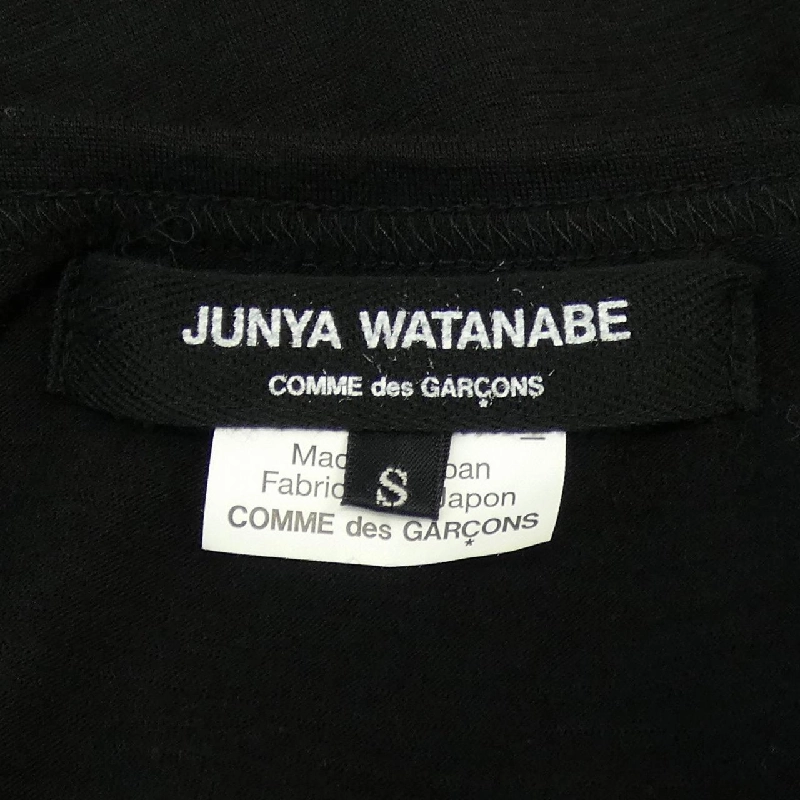 JUNYA WATANABE
COMME des GARÇONS
S
Japon
COMME des GARÇONS